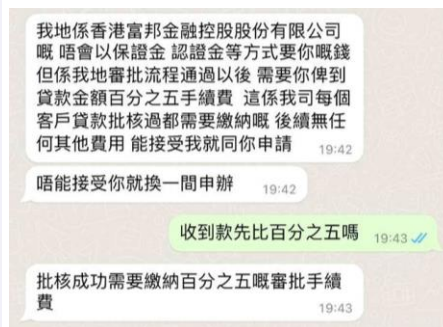 我地係香港富邦金融控股股份有限公司
嘅 唔會以保證金 認證金等方式要你嘅錢
但係我地審批流程通過以後 需要你俾到
貸款金額百分之五手續費 這係我司每個
客戶貸款批核過都需要繳納嘅 後續無任
何其他費用 能接受我就同你申請
19:42
唔能接受你就換一間申辦
19:42
收到款先比百分之五嗎
19:43
批核成功需要繳納百分之五嘅審批手續
費
19:43